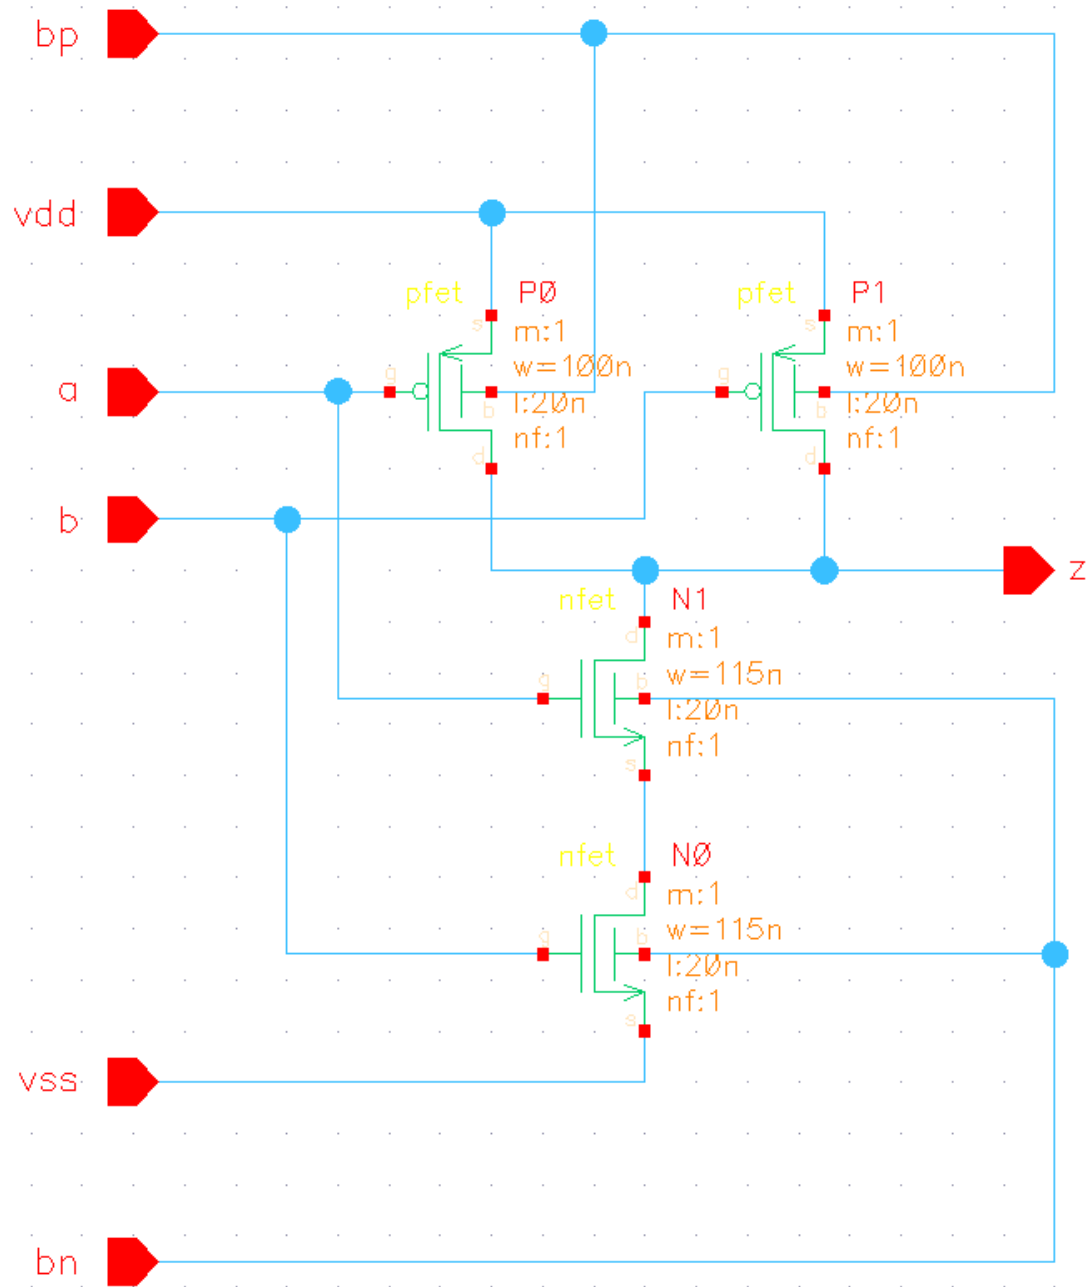 bp
vdd
pfet P0
s
m:1
w=100n
g
l:20n
b
nf:1
d
pfet P1
s
m:1
w=100n
g
l:20n
b
nf:1
d
a
b
z
nfet N1
d
m:1
w=115n
g
b
l:20n
nf:1
s
nfet N0
d
m:1
w=115n
g
b
l:20n
nf:1
s
vss
bn